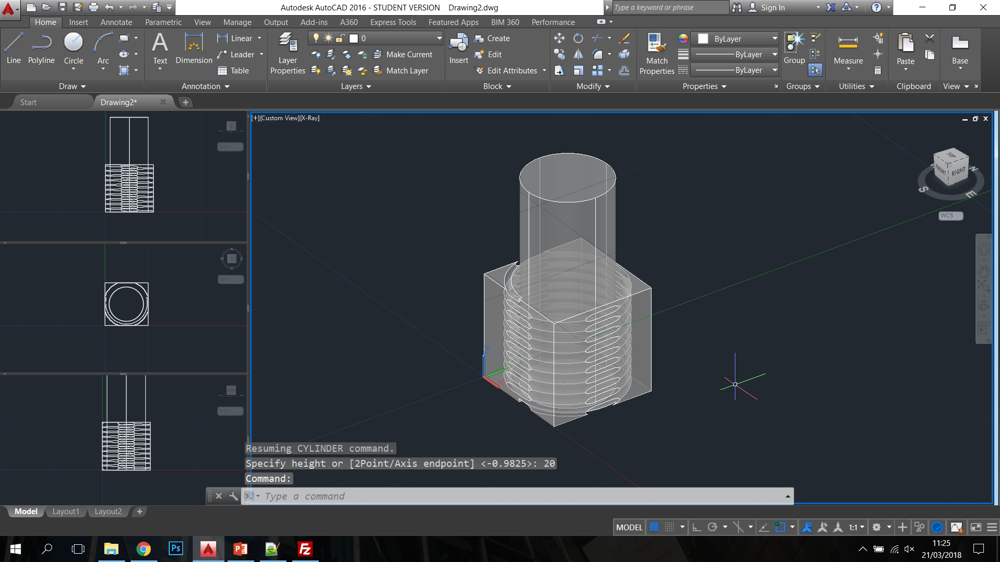 Autodesk AutoCAD 2016 - STUDENT VERSION Drawing2.dwg
Type a keyword or phrase
Sign In
Home Insert Annotate Parametric View Manage Output Add-ins A360 Express Tools Featured Apps BIM 360 Performance
Line Polyline Circle Arc
Draw
Text Dimension
Linear
Leader
Table
Annotation
Layer Properties
0
Make Current
Match Layer
Layers
Insert
Create
Edit
Edit Attributes
Block
Modify
Match Properties
ByLayer
ByLayer
ByLayer
Properties
Group
Groups
Measure
Utilities
Paste
Clipboard
Base
View
Start Drawing2*
[+][Custom View][X-Ray]
TOP
FRONT RIGHT
N
S
E
WCS
N
W E
S
Resuming CYLINDER command.
Specify height or [2Point/Axis endpoint] <-0.9825>: 20
Command:
Type a command
Model Layout1 Layout2
MODEL
1:1
Ps
Fz
11:25
21/03/2018